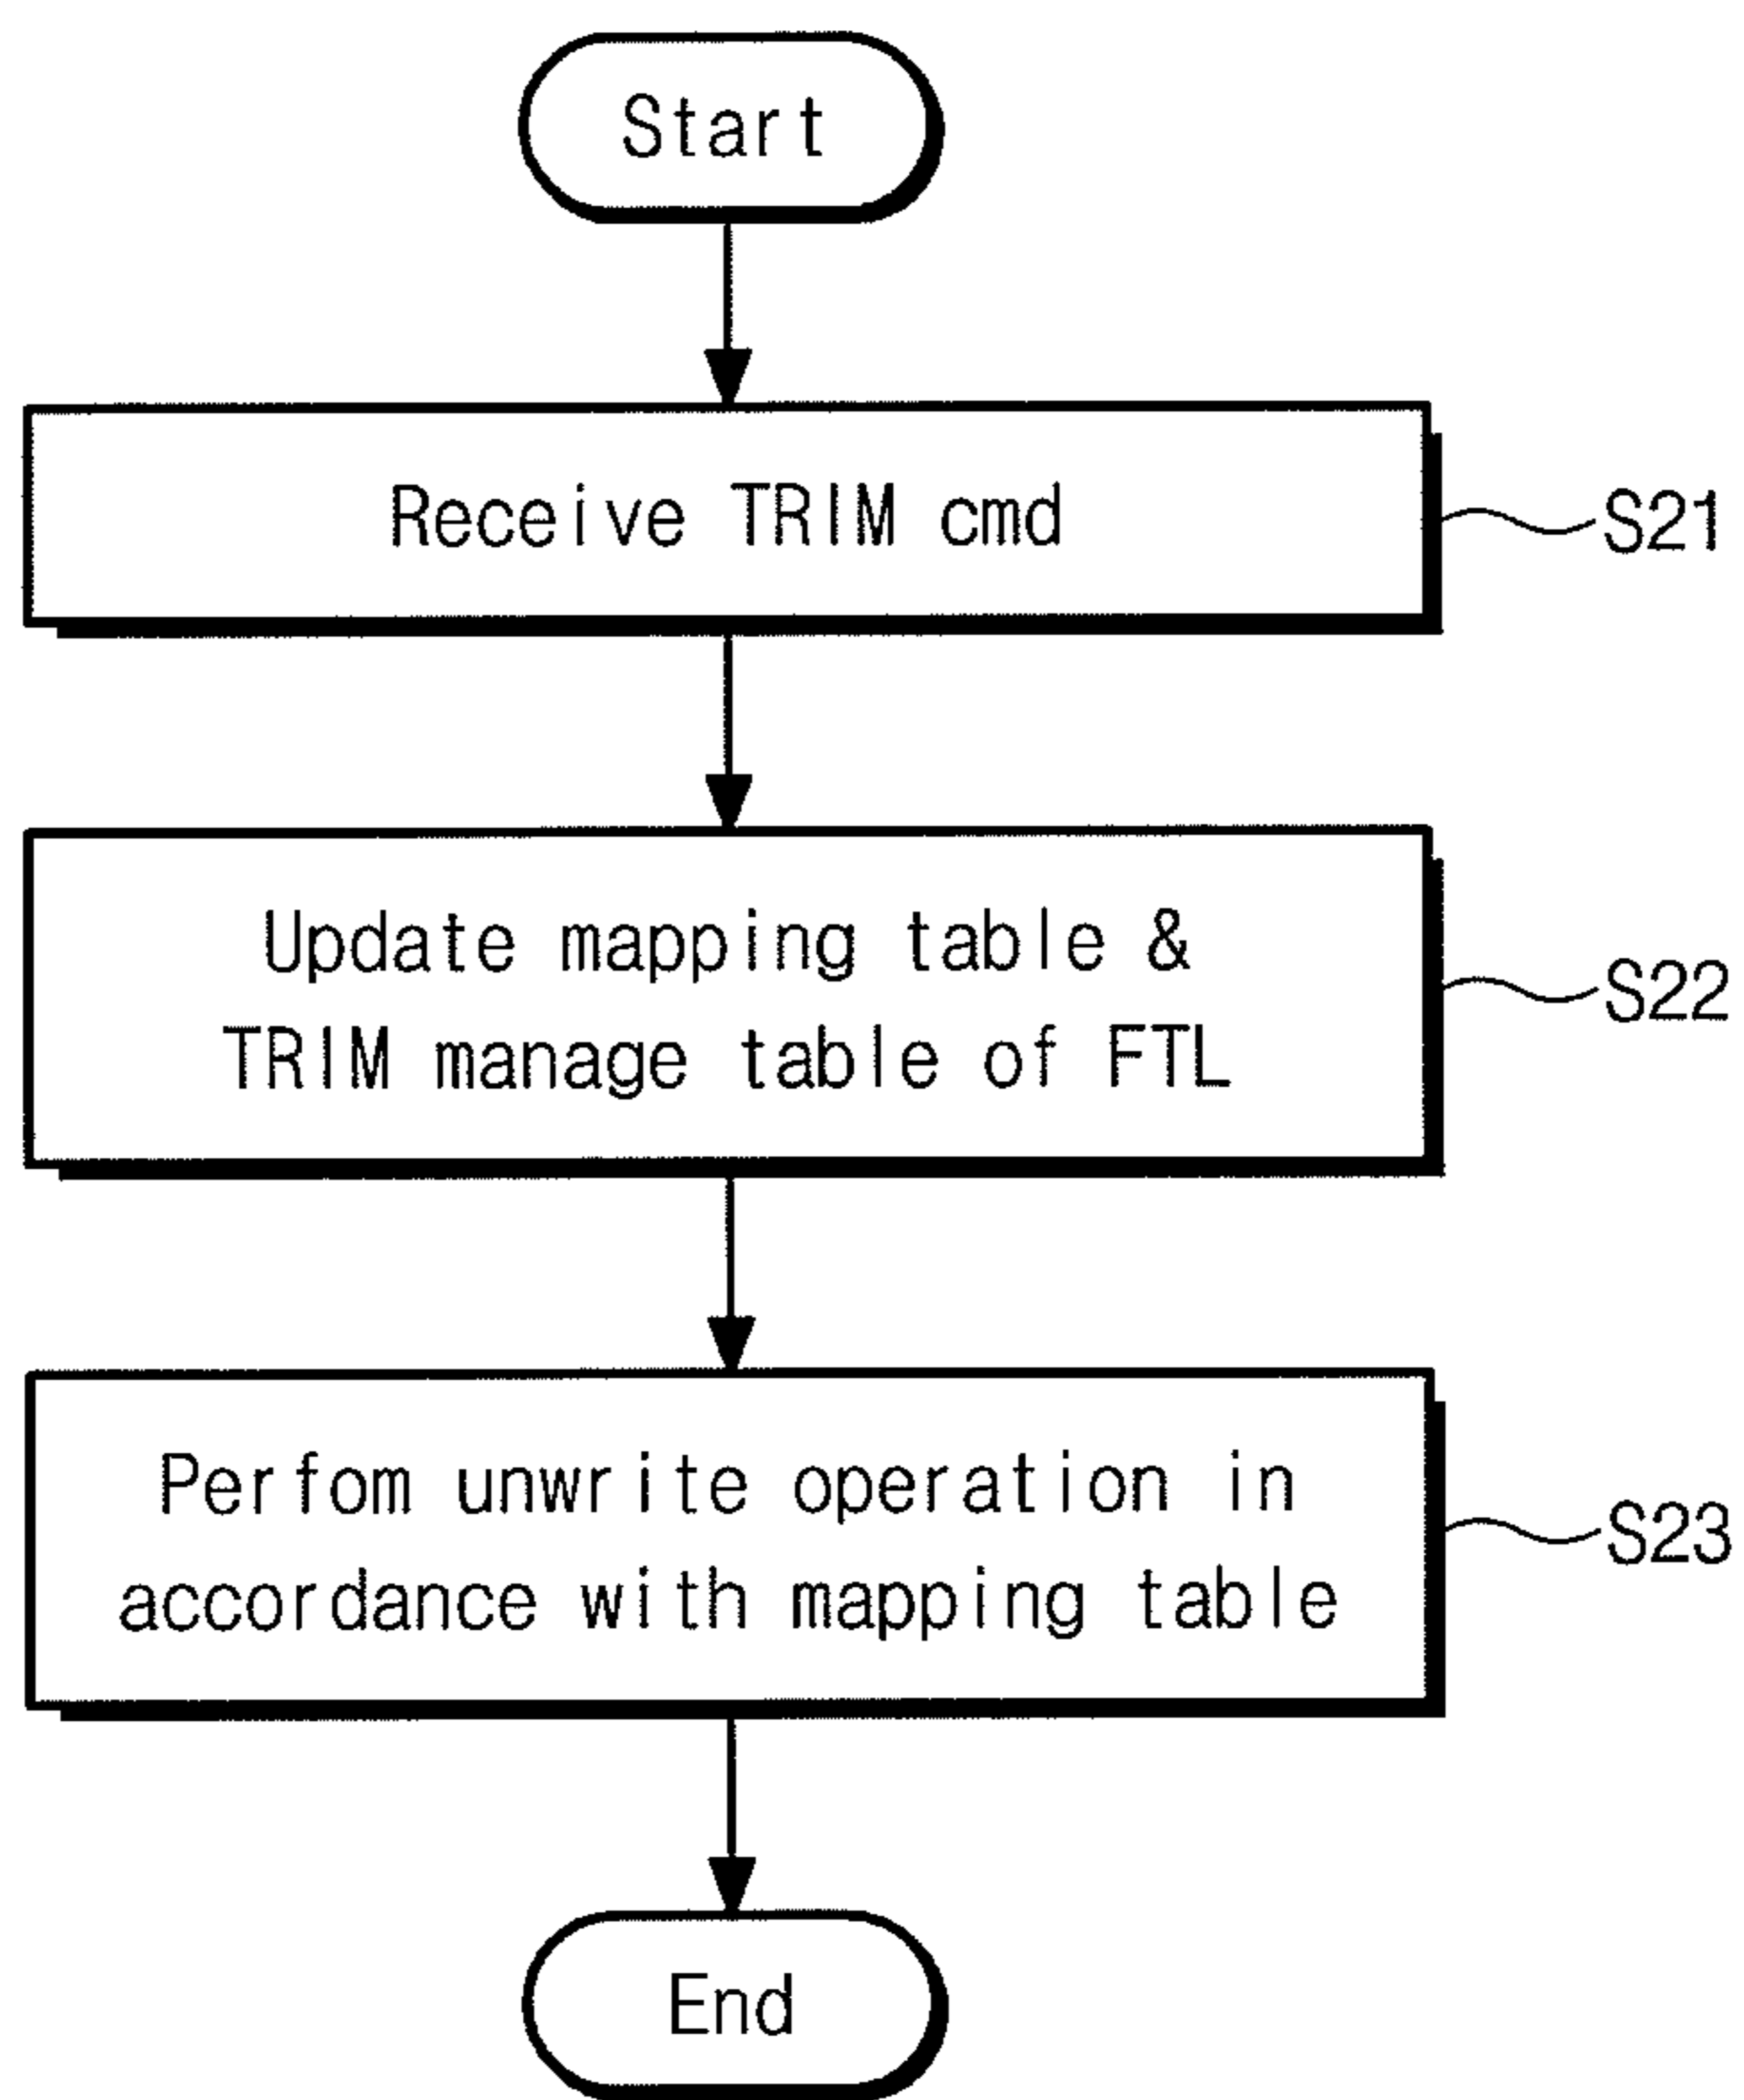 Start
Receive TRIM cmd
S21
Update mapping table &
TRIM manage table of FTL
S22
Perfom unwrite operation in
accordance with mapping table
S23
End